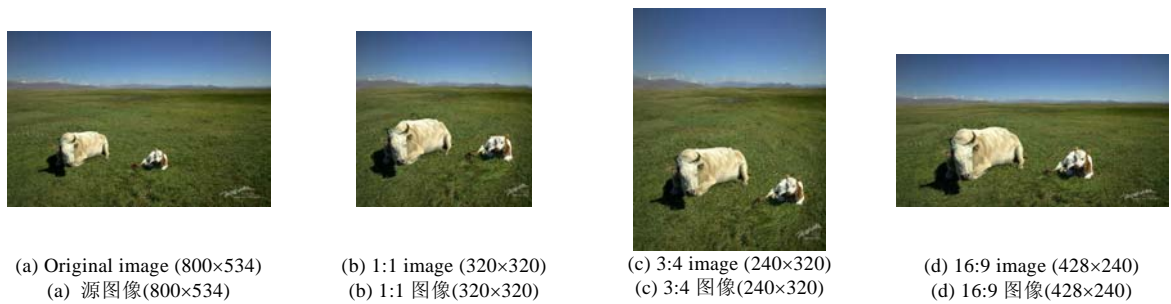 (a) Original image (800×534)
(a) 源图像(800×534)
(b) 1:1 image (320×320)
(b) 1:1 图像(320×320)
(c) 3:4 image (240×320)
(c) 3:4 图像(240×320)
(d) 16:9 image (428×240)
(d) 16:9 图像(428×240)